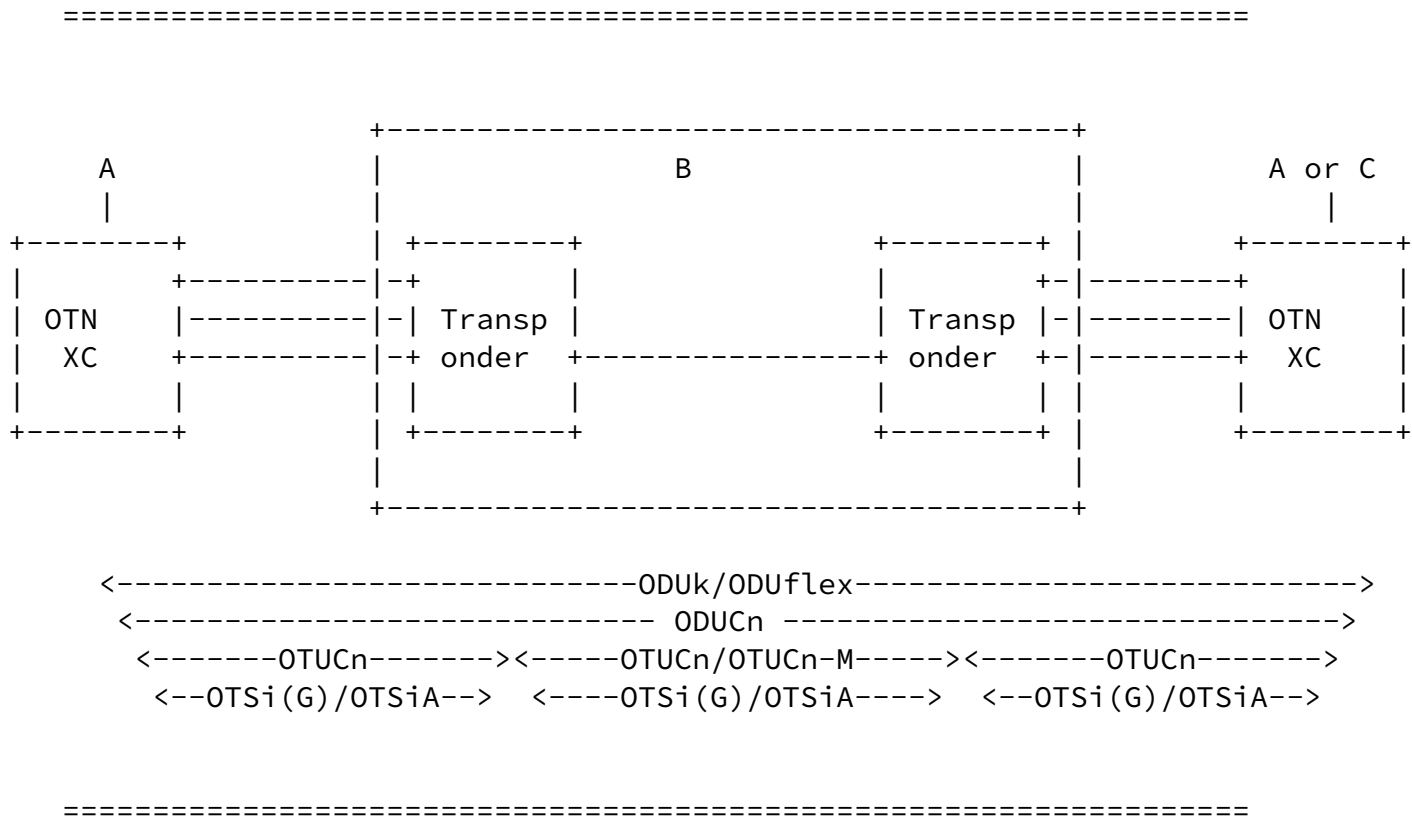 ==================================================================
+--------------------------------------+
A | B | A or C
| | | |
+--------+ | +--------+ +--------+ | +--------+
| +----------|-+ | | +-|--------+ |
| OTN |----------|-| Transp | | Transp |-|--------| OTN |
| XC +----------|-+ onder +----------------+ onder +-|--------+ XC |
| | | | | | | | | |
+--------+ | +--------+ +--------+ | +--------+
| |
+--------------------------------------+
<-----------------------------ODUk/ODUflex---------------------------->
<----------------------------- ODUCn ------------------------------->
<-------OTUCn-------><-----OTUCn/OTUCn-M-----><-------OTUCn------->
<--OTSi(G)/OTSiA--> <----OTSi(G)/OTSiA----> <--OTSi(G)/OTSiA-->
==================================================================